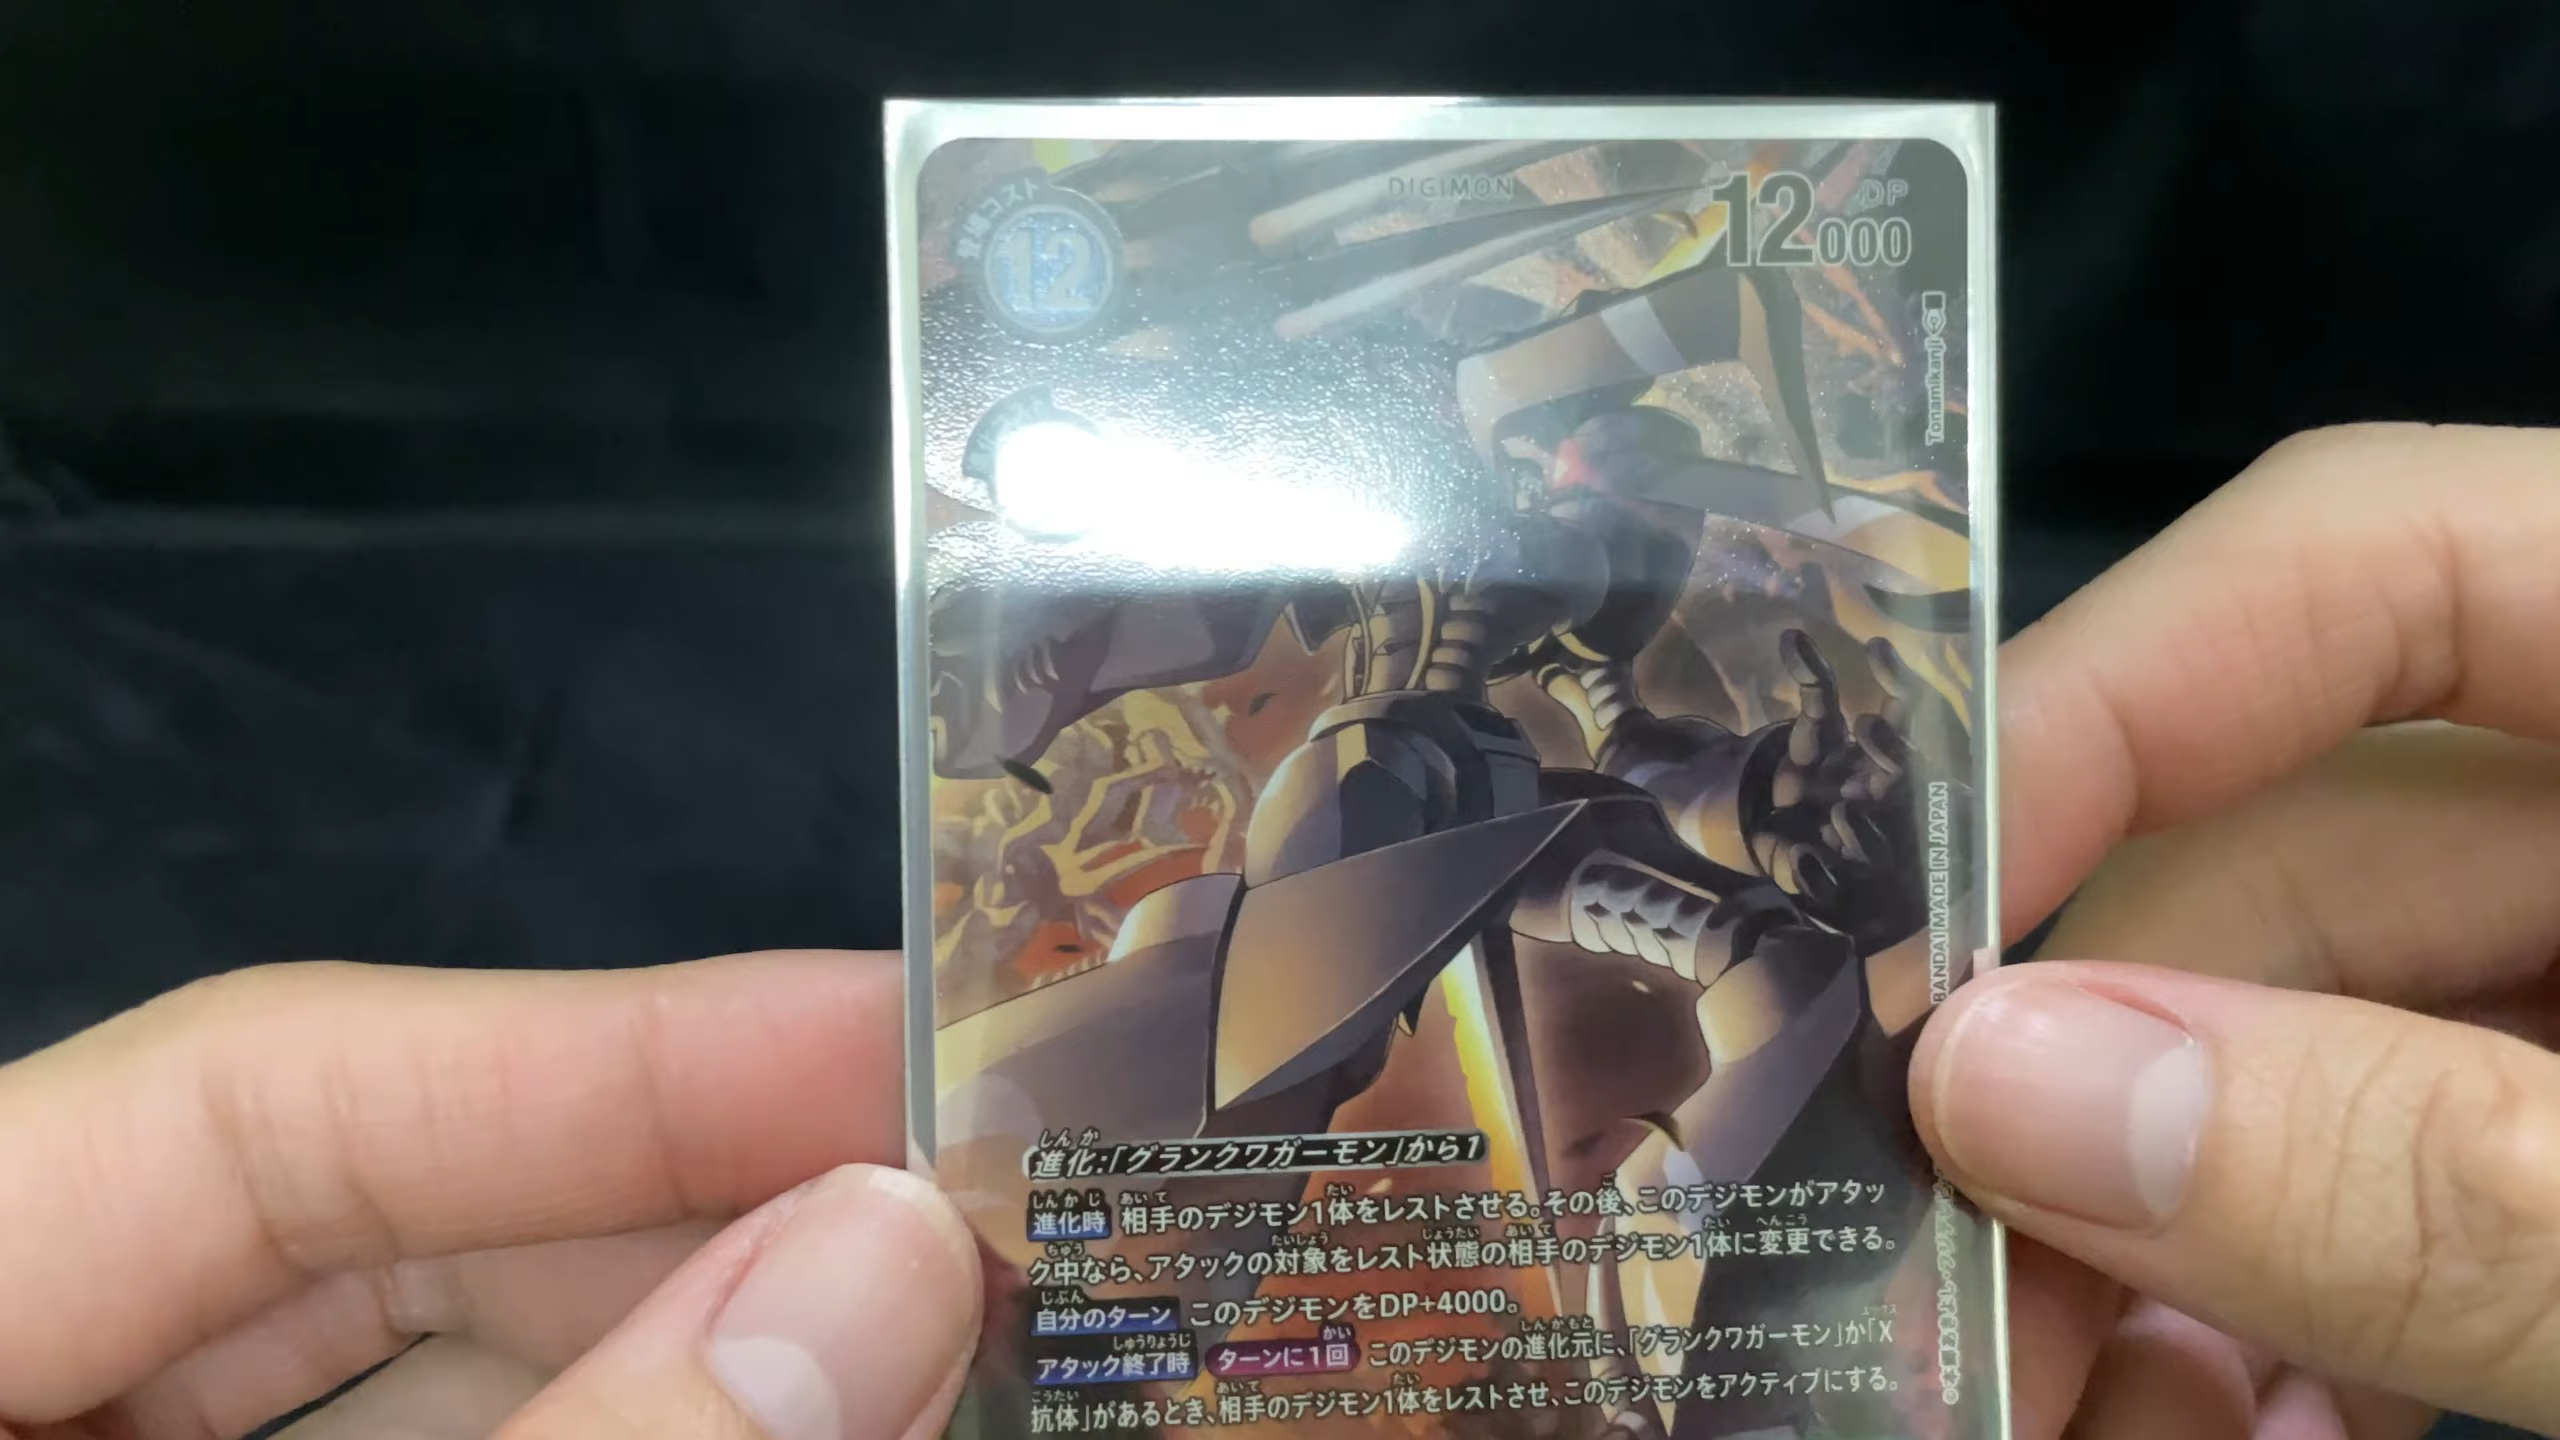 登場コスト
12
DIGIMON
12000 DP
Tonamikanji
BANDAI MADE IN JAPAN
進化:「グランクワガーモン」から1
進化時 相手のデジモン1体をレストさせる。その後、このデジモンがアタッ
ク中なら、アタックの対象をレスト状態の相手のデジモン1体に変更できる。
自分のターン このデジモンをDP+4000。
アタック終了時 ターンに1回 このデジモンの進化元に、「グランクワガーモン」か「X
抗体」があるとき、相手のデジモン1体をレストさせ、このデジモンをアクティブにする。